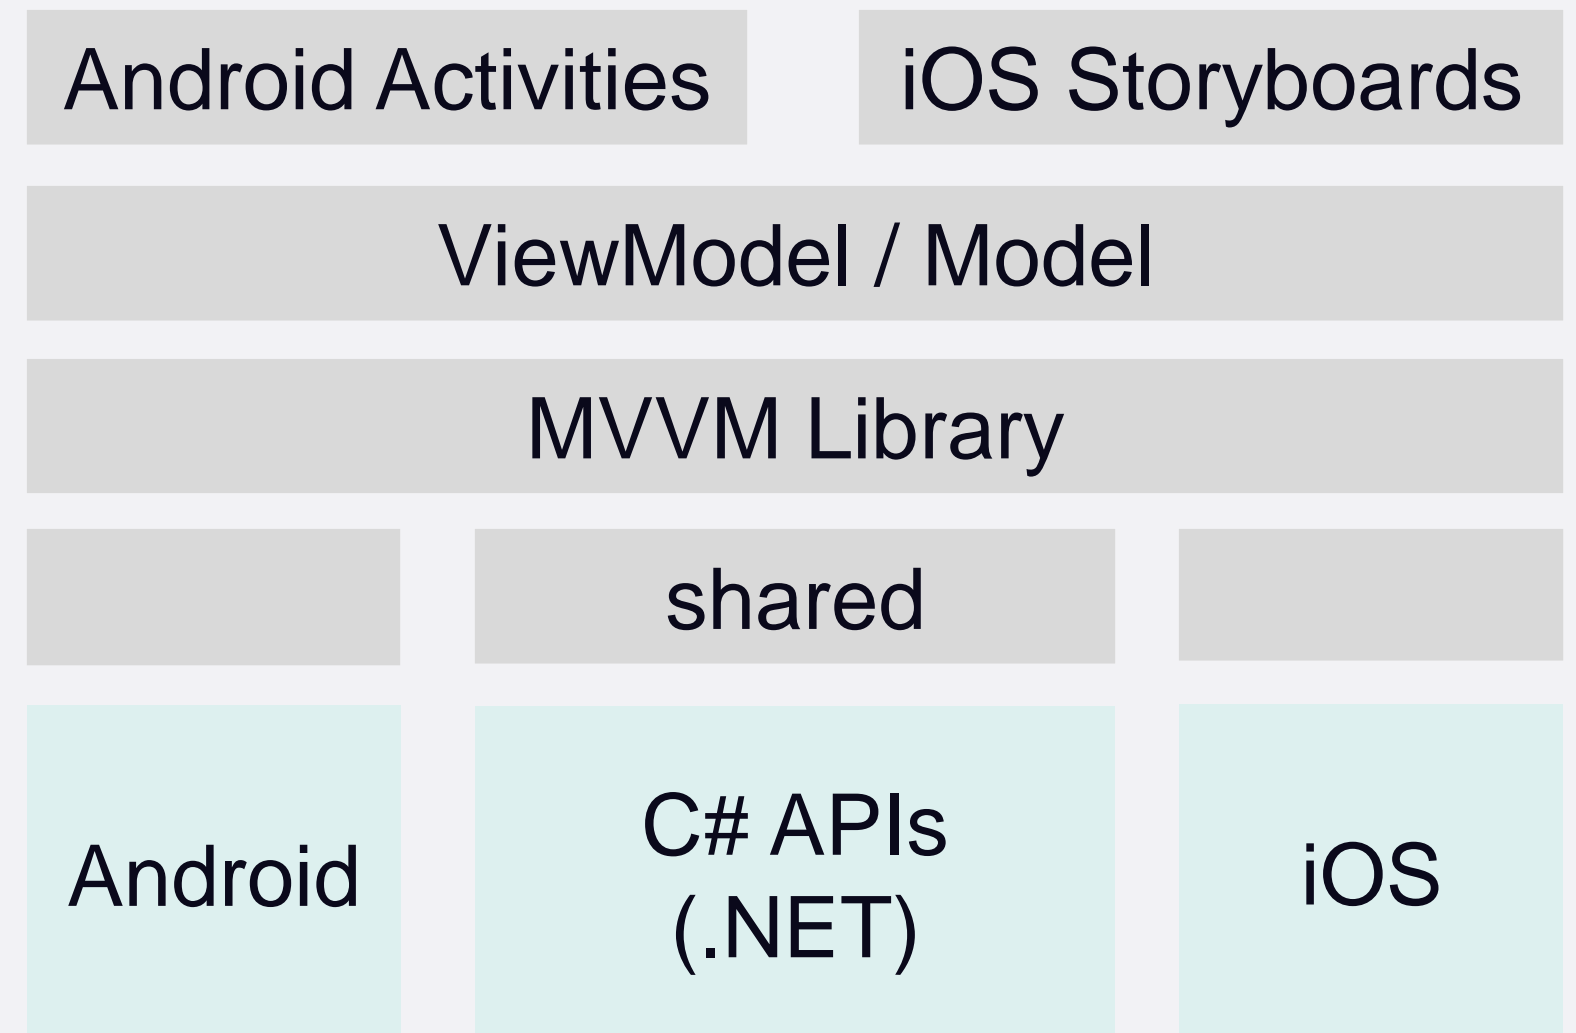 Android Activities
iOS Storyboards
ViewModel / Model
MVVM Library
shared
Android
C# APIs
(.NET)
iOS